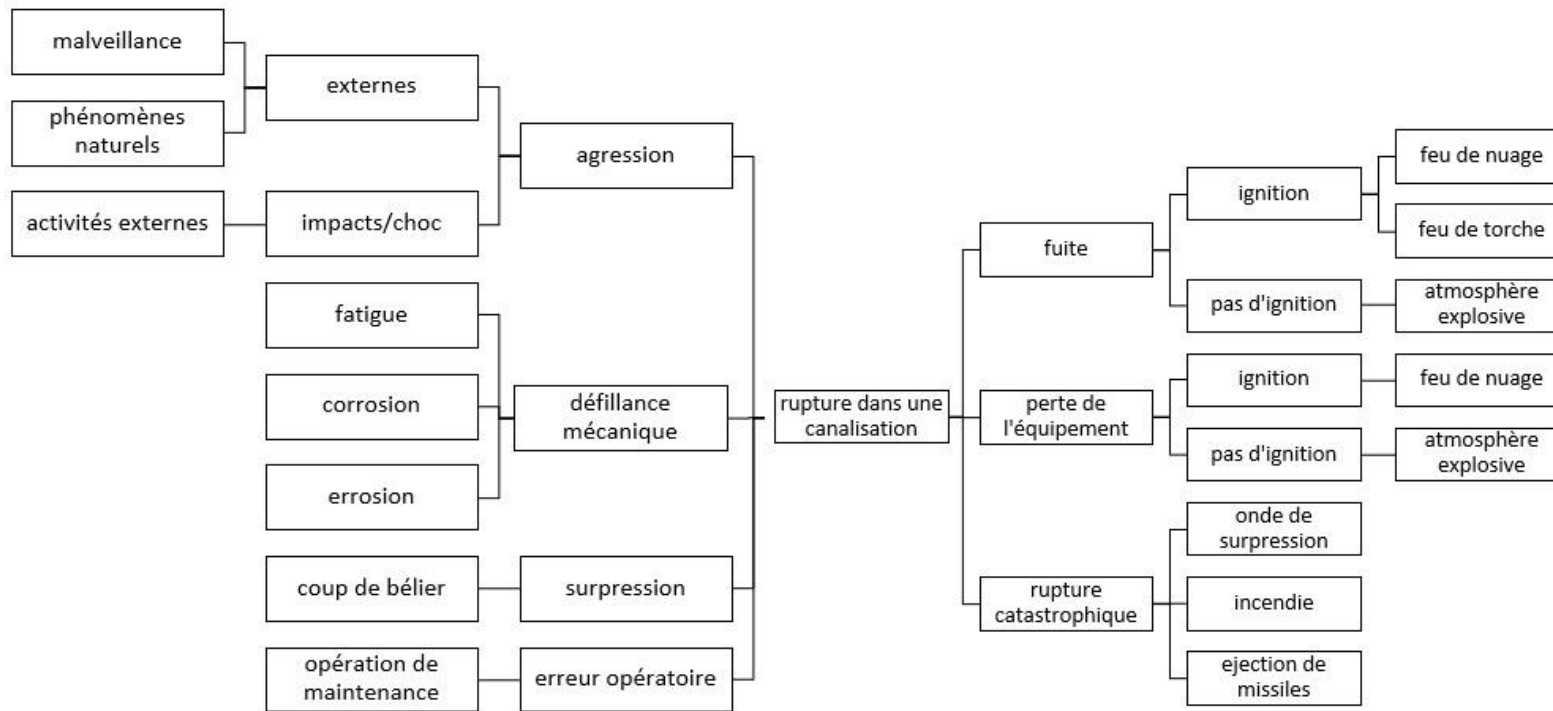 malveillance
phénomènes
naturels
activités externes
externes
impacts/choc
fatigue
corrosion
errosion
coup de bélier
opération de
maintenance
agression
défillance
mécanique
surpression
erreur opératoire
rupture dans une
canalisation
fuite
perte de
l'équipement
rupture
catastrophique
ignition
pas d'ignition
ignition
pas d'ignition
onde de
surpression
incendie
ejection de
missiles
feu de nuage
feu de torche
atmosphère
explosive
feu de nuage
atmosphère
explosive